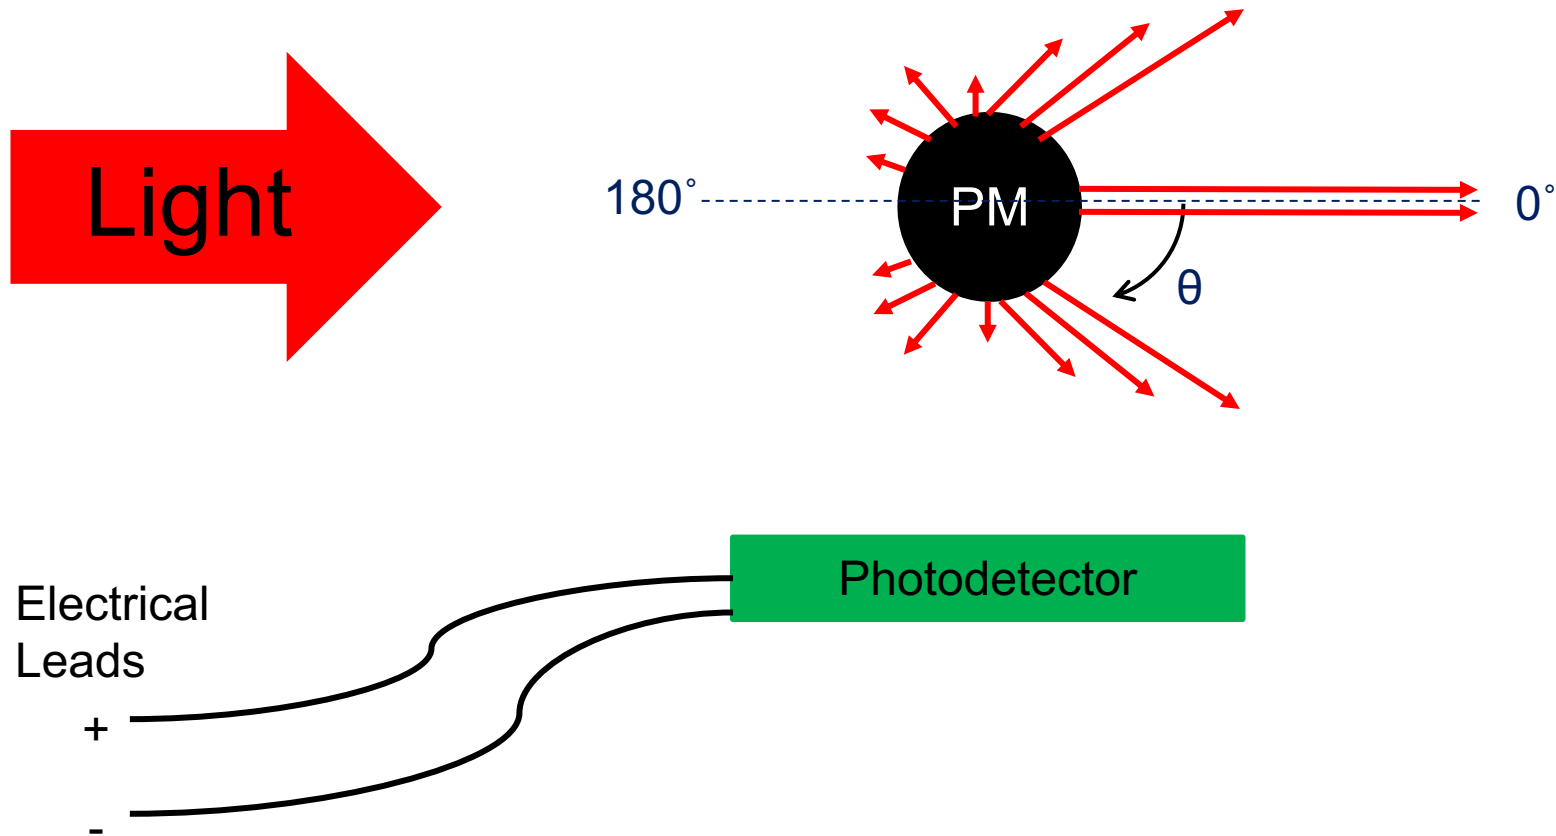 Light
180°
PM
0°
θ
Photodetector
Electrical
Leads
+
-